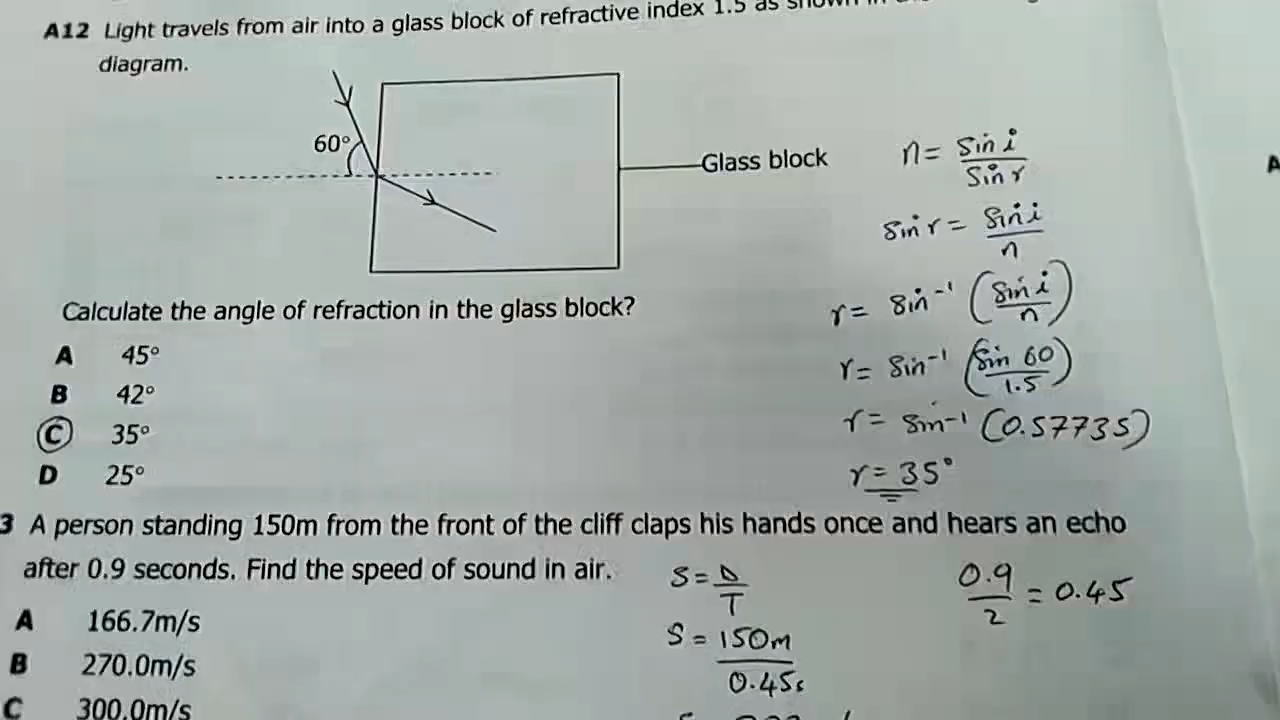 A12 Light travels from air into a glass block of refractive index 1.5 as shown in
diagram.
60°
Glass block
n = sin i / sin r
sin r = sin i / n
r = sin⁻¹ (sin i / n)
r = sin⁻¹ (sin 60 / 1.5)
r = sin⁻¹ (0.57735)
r = 35°
Calculate the angle of refraction in the glass block?
A 45°
B 42°
C 35°
D 25°
A
3 A person standing 150m from the front of the cliff claps his hands once and hears an echo
after 0.9 seconds. Find the speed of sound in air.
A 166.7m/s
B 270.0m/s
C 300.0m/s
S = D / T
S = 150m / 0.45s
0.9 / 2 = 0.45